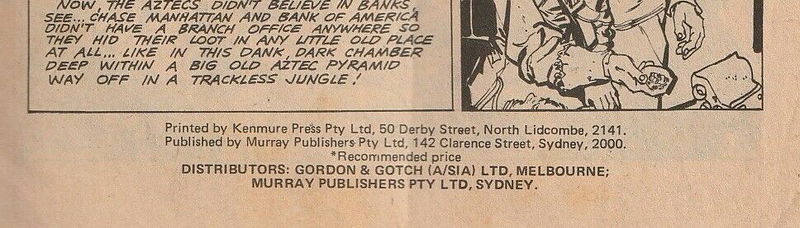 NOW, THE AZTECS DIDN'T BELIEVE IN BANKS,
SEE... CHASE MANHATTAN AND BANK OF AMERICA
DIDN'T HAVE A BRANCH OFFICE ANYWHERE SO
THEY HID THEIR LOOT IN ANY LITTLE OLD PLACE
AT ALL... LIKE IN THIS DANK, DARK CHAMBER
DEEP WITHIN A BIG OLD AZTEC PYRAMID
WAY OFF IN A TRACKLESS JUNGLE!
Printed by Kenmure Press Pty Ltd, 50 Derby Street, North Lidcombe, 2141.
Published by Murray Publishers Pty Ltd, 142 Clarence Street, Sydney, 2000.
*Recommended price
DISTRIBUTORS: GORDON & GOTCH (A/SIA) LTD, MELBOURNE;
MURRAY PUBLISHERS PTY LTD, SYDNEY.